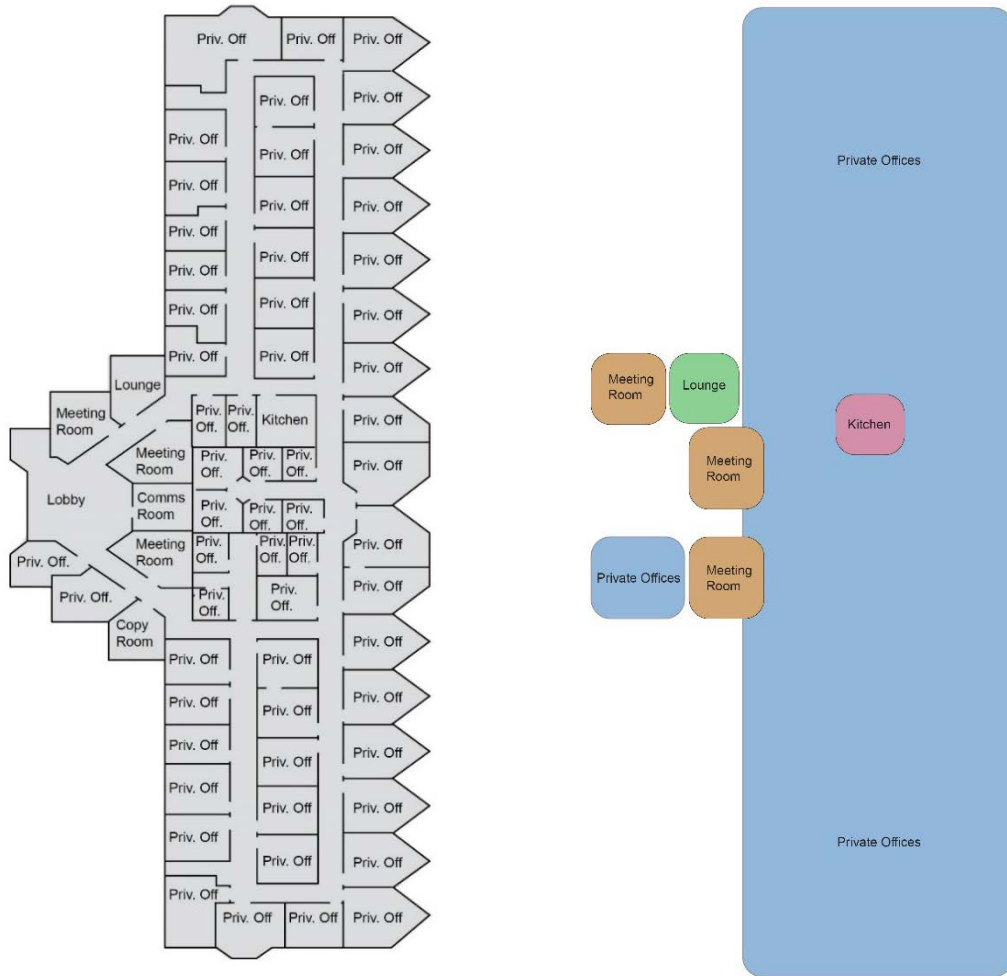 Priv. Off Priv. Off Priv. Off
Priv. Off Priv. Off
Priv. Off Priv. Off Priv. Off
Priv. Off Priv. Off Priv. Off
Priv. Off Priv. Off Priv. Off
Priv. Off
Priv. Off Priv. Off Priv. Off
Priv. Off Priv. Off Priv. Off
Lounge
Meeting
Room
Priv.
Off.
Priv.
Off.
Kitchen
Priv. Off
Meeting
Room
Priv.
Off.
Priv.
Off.
Priv.
Off.
Priv. Off
Lobby
Comms
Room
Priv.
Off.
Priv.
Off.
Priv.
Off.
Meeting
Room
Priv.
Off.
Priv.
Off.
Priv.
Off.
Priv. Off
Priv. Off.
Priv. Off.
Priv.
Off.
Priv.
Off.
Priv. Off
Copy
Room
Priv. Off
Priv. Off Priv. Off
Priv. Off Priv. Off Priv. Off
Priv. Off Priv. Off Priv. Off
Priv. Off Priv. Off Priv. Off
Priv. Off Priv. Off Priv. Off
Priv. Off
Priv. Off Priv. Off Priv. Off
Private Offices
Meeting
Room
Lounge
Kitchen
Meeting
Room
Private Offices
Meeting
Room
Private Offices